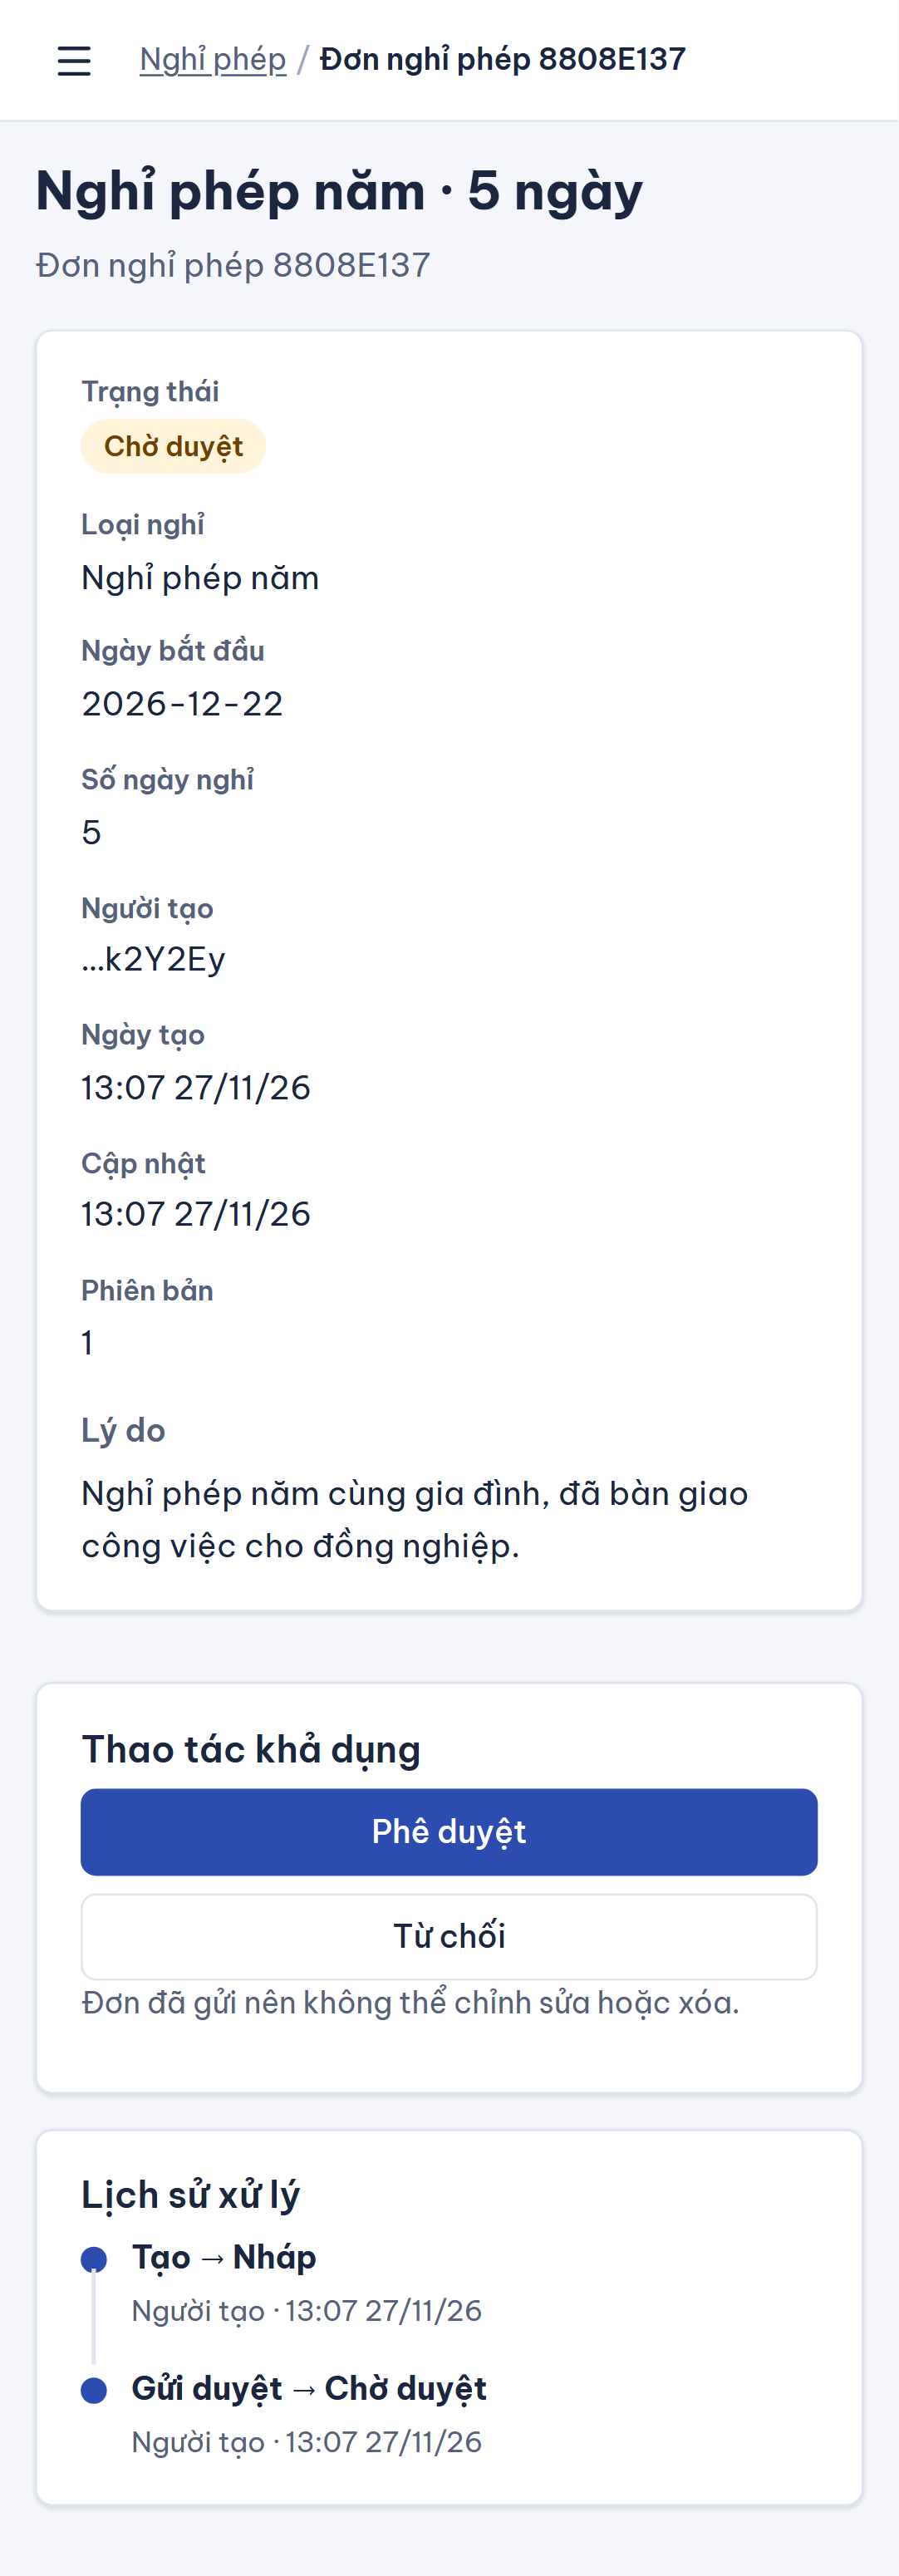 Nghỉ phép / Đơn nghỉ phép 8808E137
Nghỉ phép năm · 5 ngày
Đơn nghỉ phép 8808E137
Trạng thái
Chờ duyệt
Loại nghỉ
Nghỉ phép năm
Ngày bắt đầu
2026-12-22
Số ngày nghỉ
5
Người tạo
…k2Y2Ey
Ngày tạo
13:07 27/11/26
Cập nhật
13:07 27/11/26
Phiên bản
1
Lý do
Nghỉ phép năm cùng gia đình, đã bàn giao
công việc cho đồng nghiệp.
Thao tác khả dụng
Phê duyệt
Từ chối
Đơn đã gửi nên không thể chỉnh sửa hoặc xóa.
Lịch sử xử lý
Tạo → Nháp
Người tạo · 13:07 27/11/26
Gửi duyệt → Chờ duyệt
Người tạo · 13:07 27/11/26